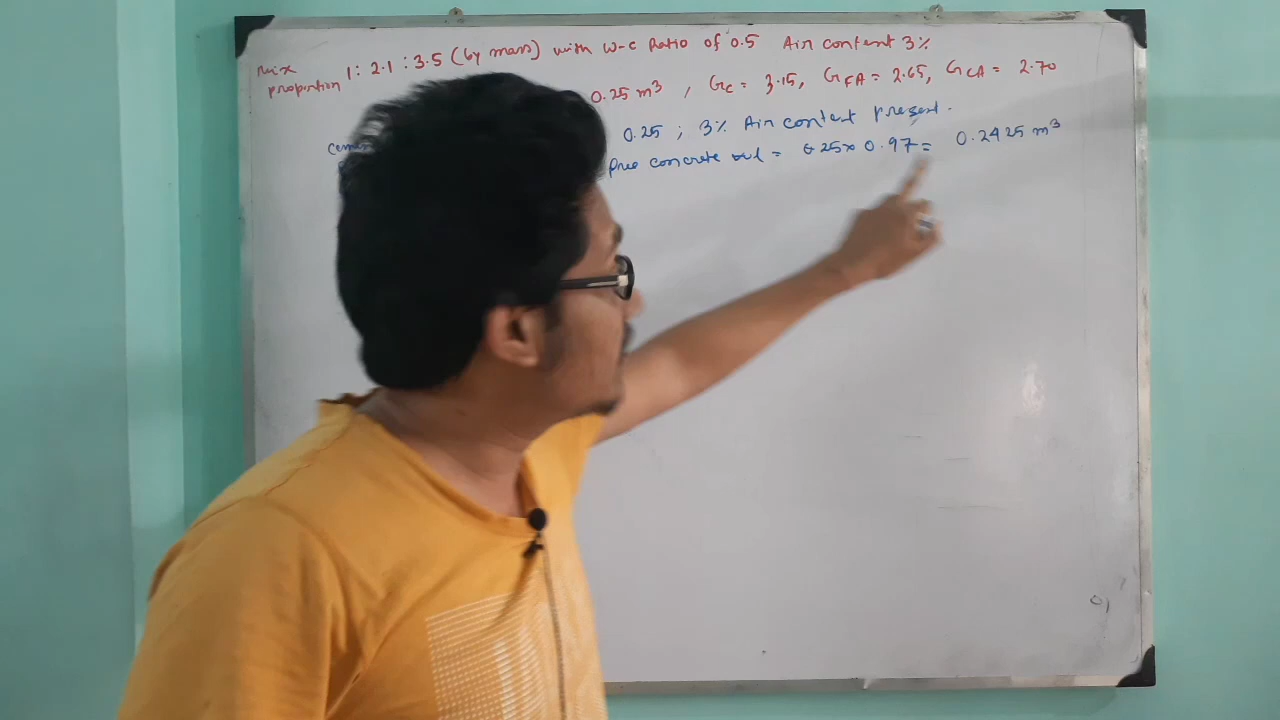 mix 1 : 2.1 : 3.5 (by mass) with w-c Ratio of 0.5 Air content 3%
proportion 0.25 m³ , Gc = 3.15, GFA = 2.65, GCA = 2.70
0.25 ; 3% Air content present.
concrete vol = 0.25 × 0.97 = 0.2425 m³